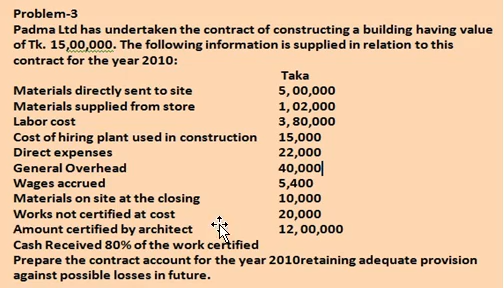 Problem-3
Padma Ltd has undertaken the contract of constructing a building having value
of Tk. 15,00,000. The following information is supplied in relation to this
contract for the year 2010:
Taka
Materials directly sent to site 5, 00,000
Materials supplied from store 1, 02,000
Labor cost 3, 80,000
Cost of hiring plant used in construction 15,000
Direct expenses 22,000
General Overhead 40,000
Wages accrued 5,400
Materials on site at the closing 10,000
Works not certified at cost 20,000
Amount certified by architect 12, 00,000
Cash Received 80% of the work certified
Prepare the contract account for the year 2010retaining adequate provision
against possible losses in future.